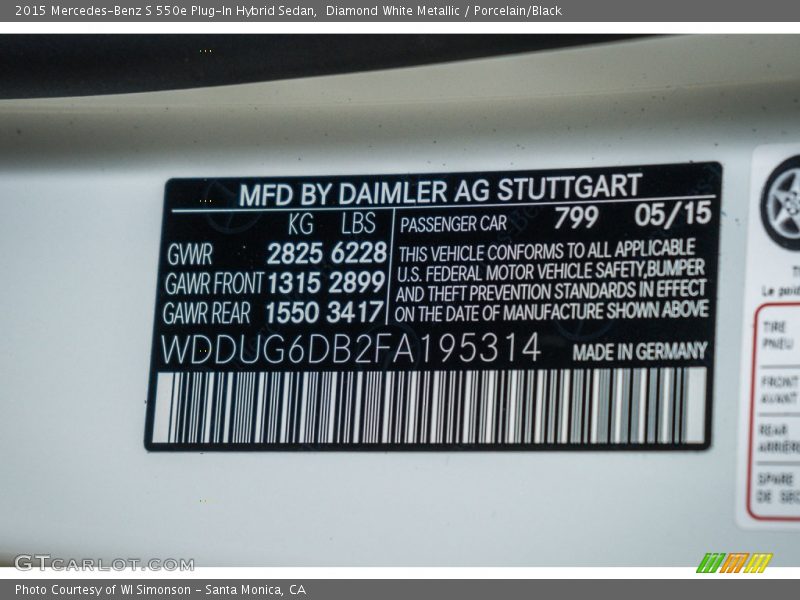 2015 Mercedes-Benz S 550e Plug-In Hybrid Sedan,  Diamond White Metallic / Porcelain/Black
MFD BY DAIMLER AG STUTTGART
KG LBS
GWWR 2825 6228
GAWR FRONT 1315 2899
GAWR REAR 1550 3417
PASSENGER CAR 799 05/15
THIS VEHICLE CONFORMS TO ALL APPLICABLE
U.S. FEDERAL MOTOR VEHICLE SAFETY,BUMPER
AND THEFT PREVENTION STANDARDS IN EFFECT
ON THE DATE OF MANUFACTURE SHOWN ABOVE
WDDUG6DB2FA195314 MADE IN GERMANY
TIRE
PNEU
FRONT
AVANT
REAR
SPARE
GTCARLOT.COM
Photo Courtesy of WI Simonson - Santa Monica, CA